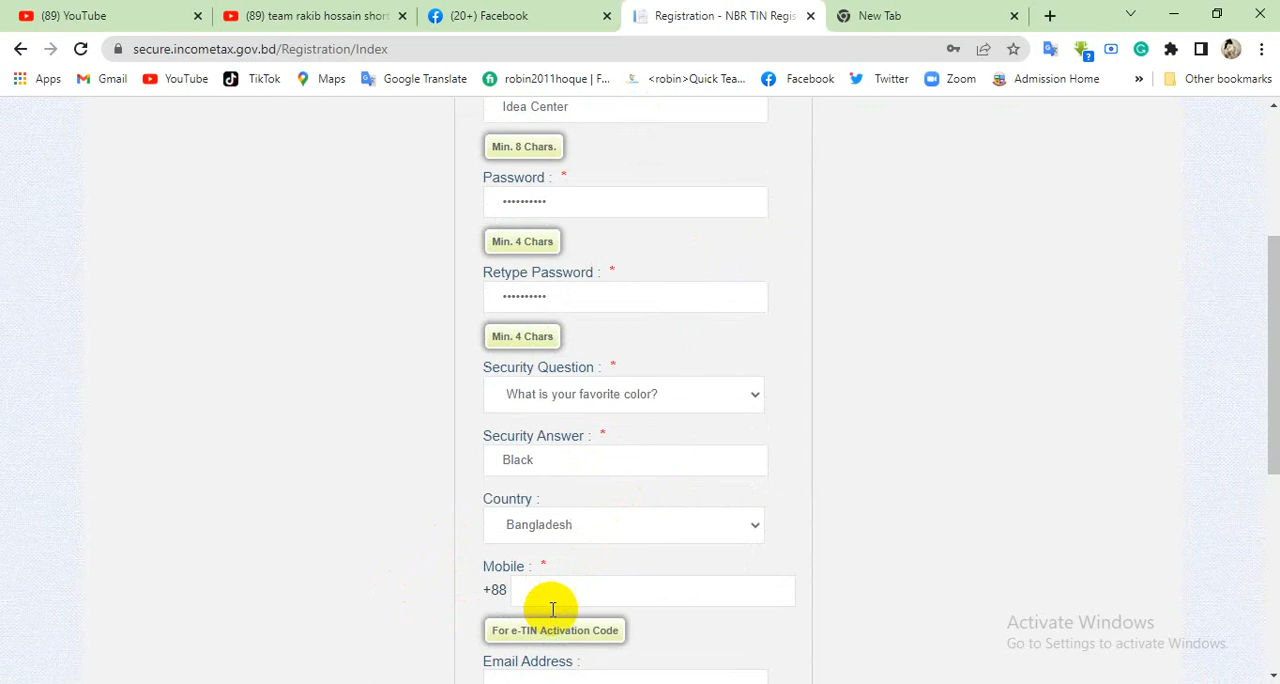 (89) YouTube
(89) team rakib hossain short
(20+) Facebook
Registration - NBR TIN Regis
New Tab
secure.incometax.gov.bd/Registration/Index
Apps
Gmail
YouTube
TikTok
Maps
Google Translate
robin2011hoque | F...
<robin>Quick Tea...
Facebook
Twitter
Zoom
Admission Home
»
Other bookmarks
Idea Center
Min. 8 Chars.
Password : *
••••••••••
Min. 4 Chars
Retype Password : *
••••••••••
Min. 4 Chars
Security Question : *
What is your favorite color?
Security Answer : *
Black
Country :
Bangladesh
Mobile : *
+88
For e-TIN Activation Code
Email Address :
Activate Windows
Go to Settings to activate Windows.